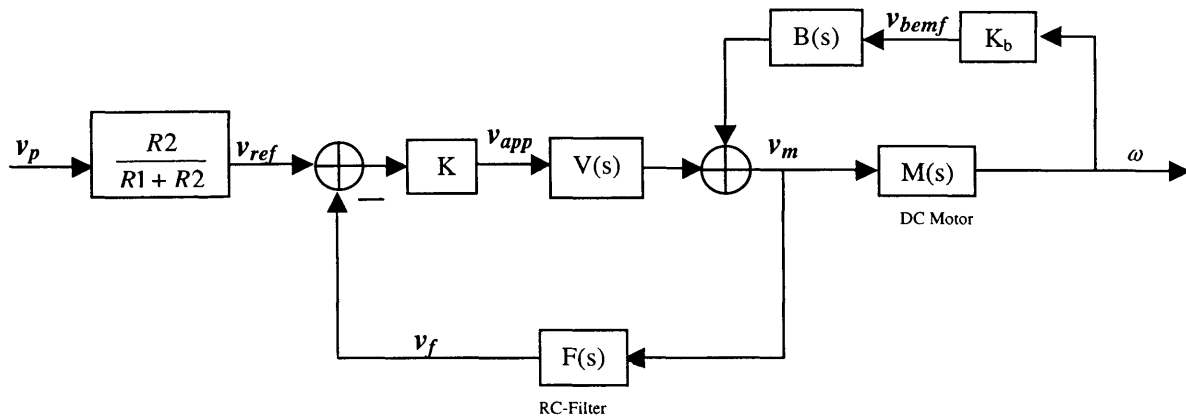 B(s)
v_bemf
K_b
v_p
R2
R1 + R2
v_ref
K
v_app
V(s)
v_m
M(s)
ω
DC Motor
—
v_f
F(s)
RC-Filter